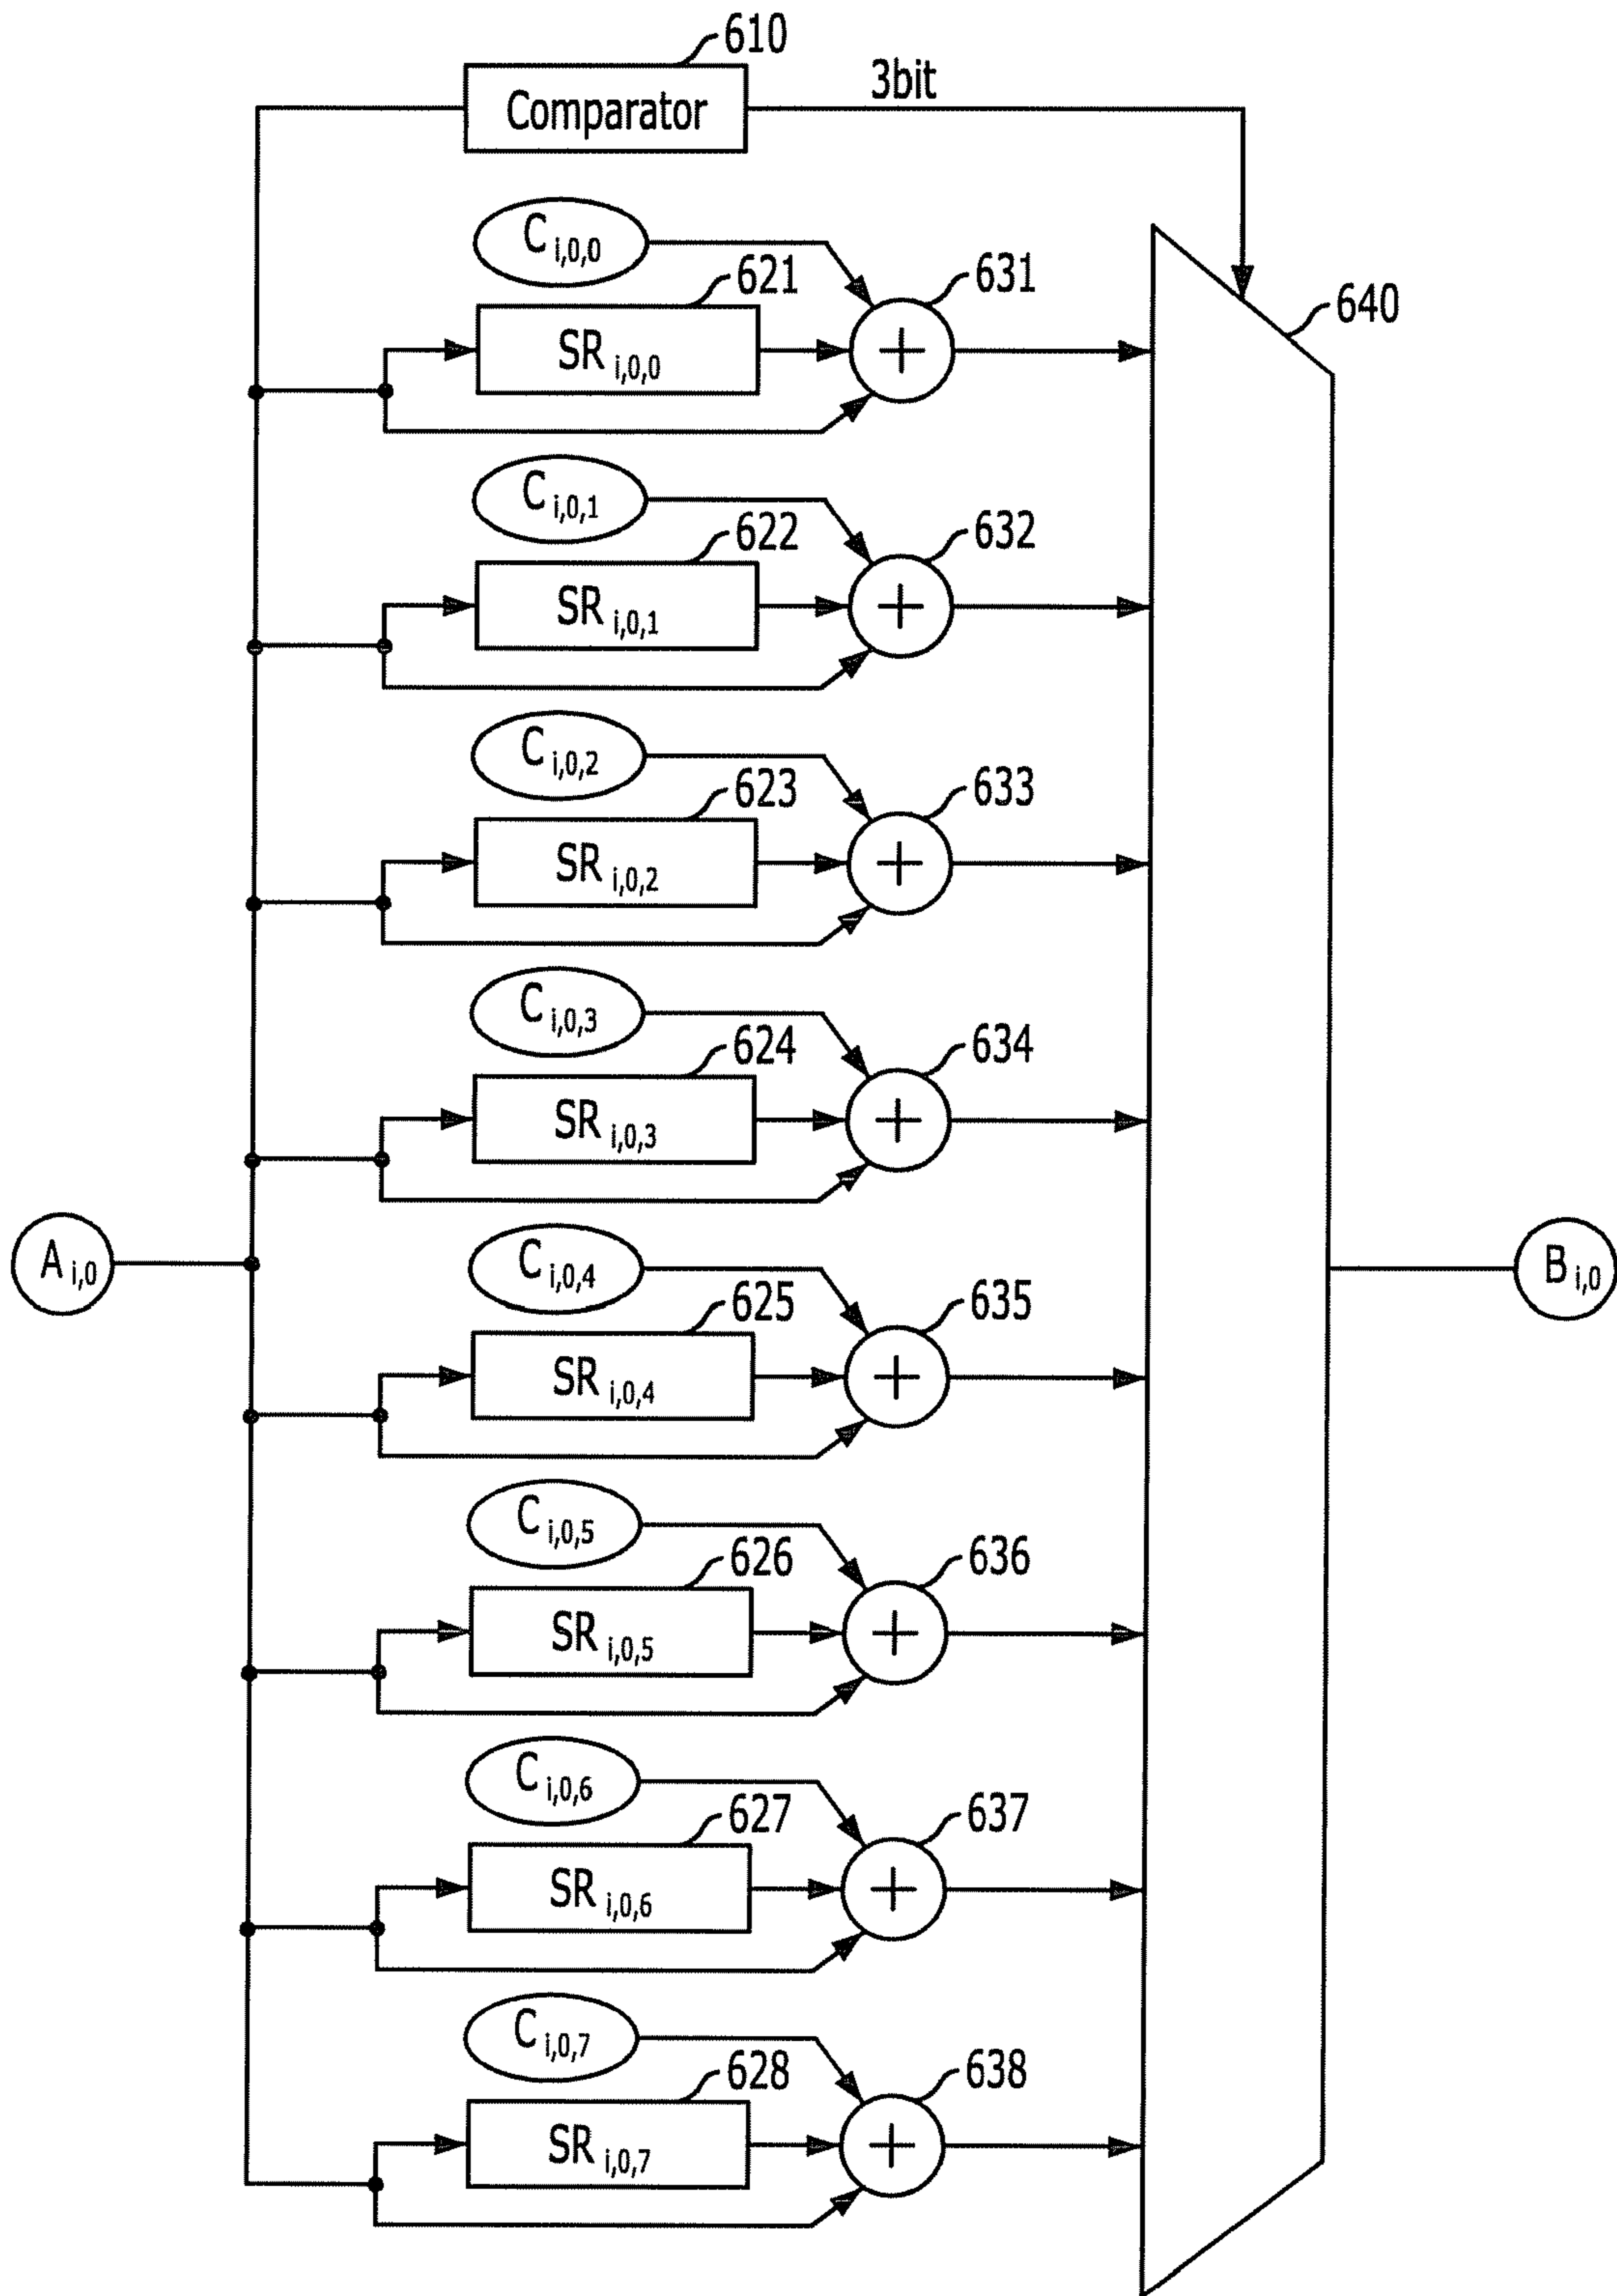 610
Comparator
3bit
C i,0,0
621
631
SR i,0,0
640
C i,0,1
622
632
SR i,0,1
C i,0,2
623
633
SR i,0,2
C i,0,3
624
634
SR i,0,3
A i,0
C i,0,4
B i,0
625
635
SR i,0,4
C i,0,5
626
636
SR i,0,5
C i,0,6
627
637
SR i,0,6
C i,0,7
628
638
SR i,0,7